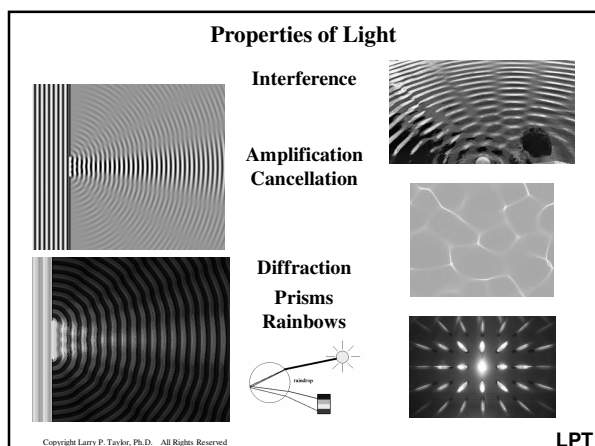 Properties of Light
Interference
Amplification
Cancellation
Diffraction
Prisms
Rainbows
raindrop
Copyright Larry P. Taylor, Ph.D. All Rights Reserved
LPT